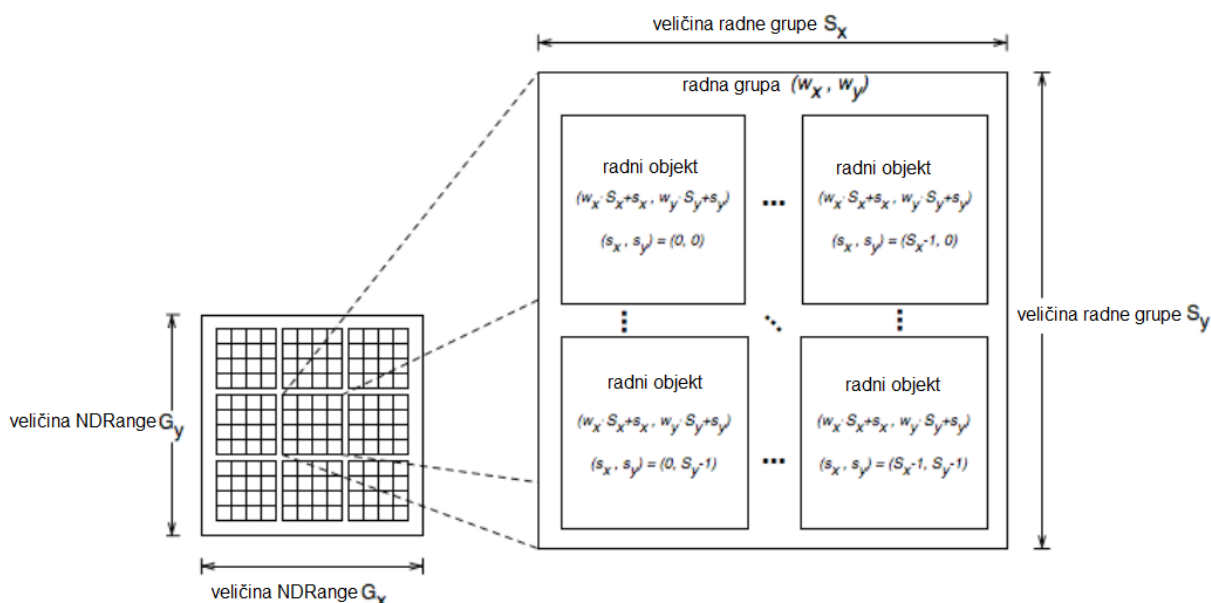 veličina radne grupe Sx
radna grupa (wx , wy)
radni objekt
(wx· Sx+sx , wy· Sy+sy)
(sx , sy) = (0, 0)
...
radni objekt
(wx· Sx+sx , wy· Sy+sy)
(sx , sy) = (Sx-1, 0)
veličina radne grupe Sy
radni objekt
(wx· Sx+sx , wy· Sy+sy)
(sx , sy) = (0, Sy-1)
...
radni objekt
(wx· Sx+sx , wy· Sy+sy)
(sx , sy) = (Sx-1, Sy-1)
veličina NDRange Gy
veličina NDRange Gx